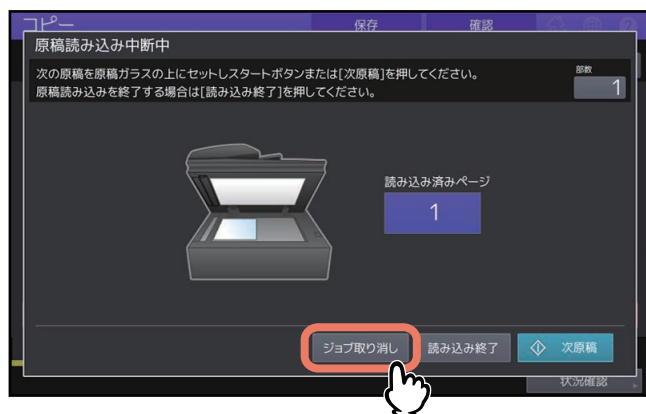 コピー
保存
確認
原稿読み込み中断中
次の原稿を原稿ガラスの上にセットしスタートボタンまたは[次原稿]を押してください。
原稿読み込みを終了する場合は[読み込み終了]を押してください。
部数
1
読み込み済みページ
1
ジョブ取り消し
読み込み終了
次原稿
状況確認